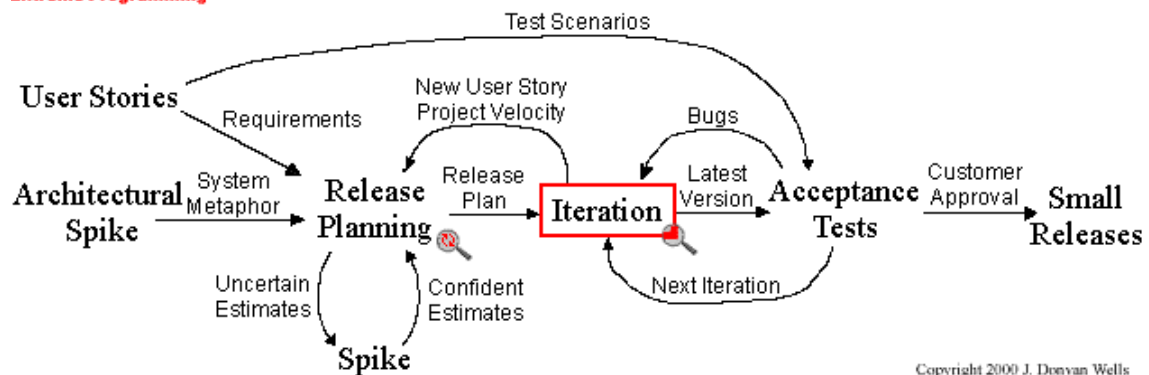 Test Scenarios
User Stories
New User Story
Project Velocity
Bugs
Requirements
Architectural
Spike
System
Metaphor
Release
Planning
Release
Plan
Iteration
Latest
Version
Acceptance
Tests
Customer
Approval
Small
Releases
Uncertain
Estimates
Confident
Estimates
Next Iteration
Spike
Copyright 2000 J. Donvan Wells